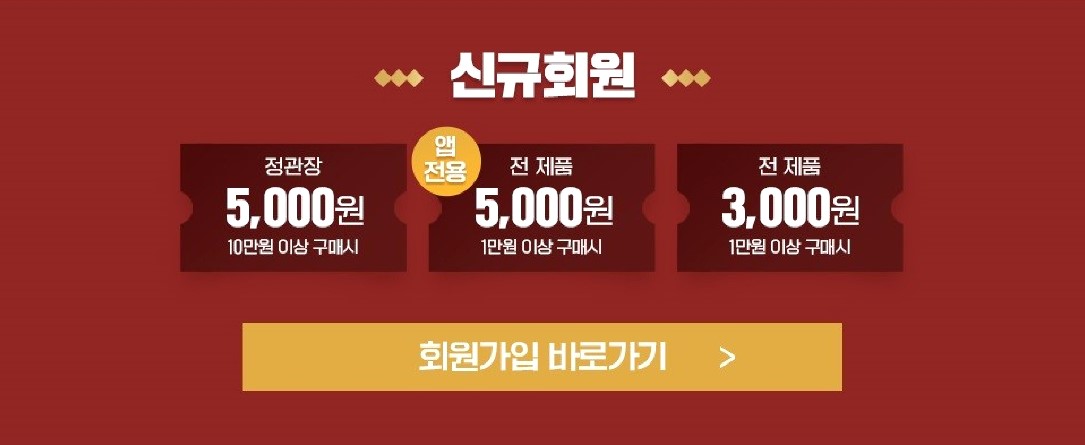 신규회원
정관장
5,000원
10만원 이상 구매시
앱
전용
전 제품
5,000원
1만원 이상 구매시
전 제품
3,000원
1만원 이상 구매시
회원가입 바로가기 >